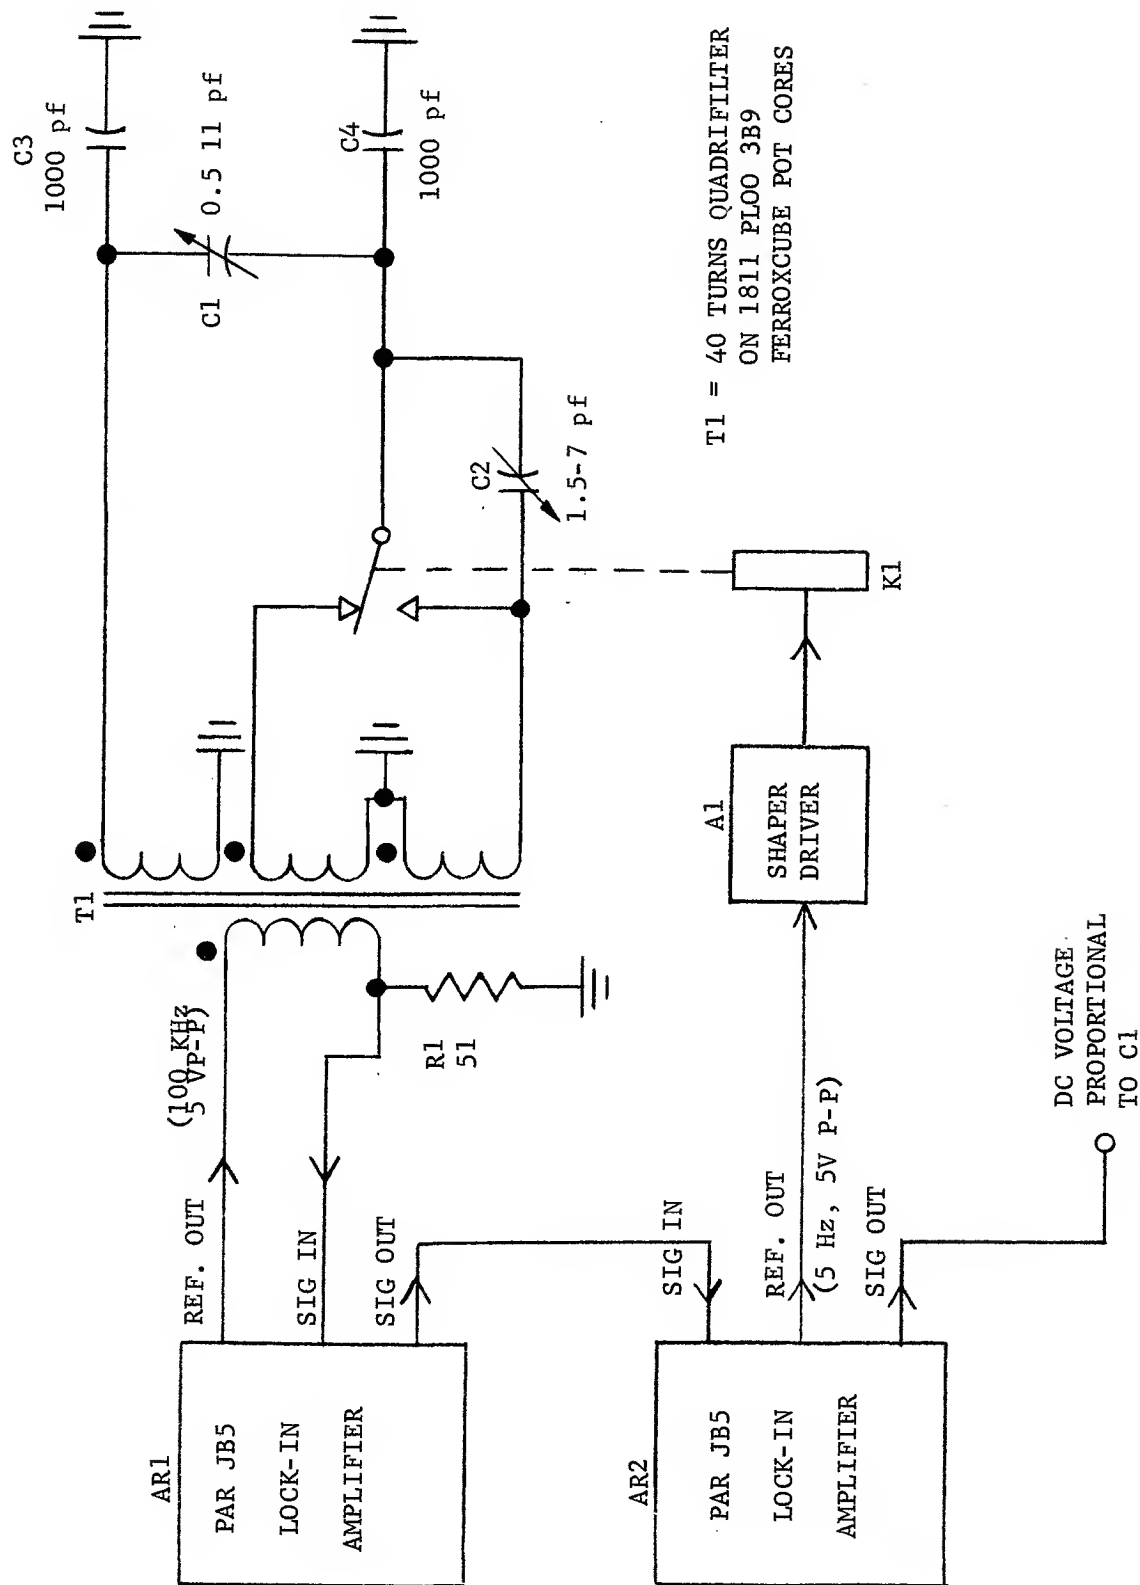 AR1
PAR JB5
LOCK-IN
AMPLIFIER
REF. OUT
(100 KHz
5 VP-P)
SIG IN
SIG OUT
T1
R1
51
C3
1000 pf
C1
0.5 11 pf
C4
1000 pf
C2
1.5-7 pf
T1 = 40 TURNS QUADRIFILTER
ON 1811 PLOO 3B9
FERROXCUBE POT CORES
AR2
PAR JB5
LOCK-IN
AMPLIFIER
SIG IN
REF. OUT
(5 Hz, 5V P-P)
SIG OUT
A1
SHAPER
DRIVER
K1
DC VOLTAGE
PROPORTIONAL
TO C1